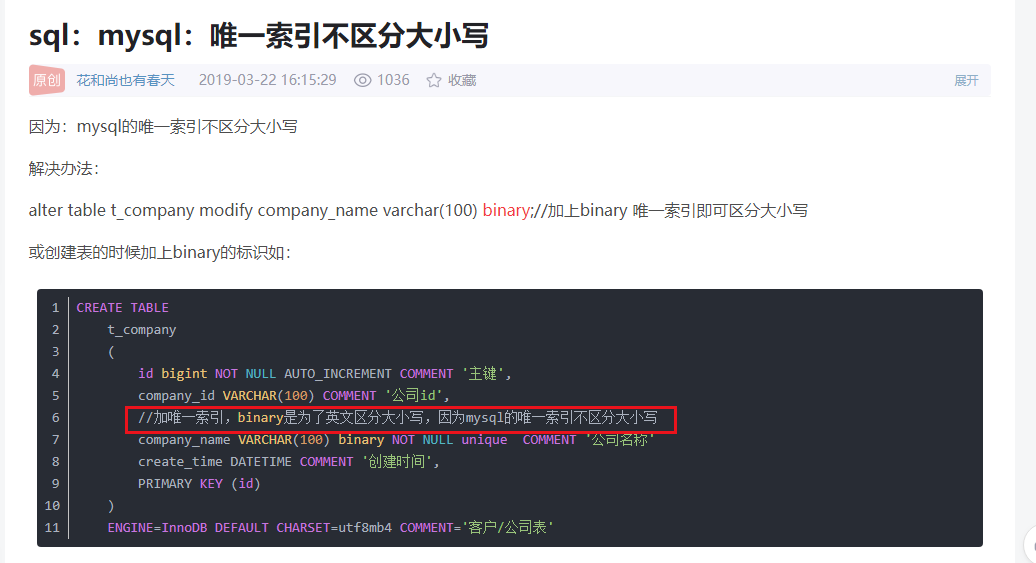 sql：mysql：唯一索引不区分大小写
原创 花和尚也有春天 2019-03-22 16:15:29 1036 收藏 展开
因为：mysql的唯一索引不区分大小写
解决办法：
alter table t_company modify company_name varchar(100) binary;//加上binary 唯一索引即可区分大小写
或创建表的时候加上binary的标识如：
1 CREATE TABLE
2 t_company
3 (
4 id bigint NOT NULL AUTO_INCREMENT COMMENT '主键',
5 company_id VARCHAR(100) COMMENT '公司id',
6 //加唯一索引，binary是为了英文区分大小写，因为mysql的唯一索引不区分大小写
7 company_name VARCHAR(100) binary NOT NULL unique  COMMENT '公司名称'
8 create_time DATETIME COMMENT '创建时间',
9 PRIMARY KEY (id)
10 )
11 ENGINE=InnoDB DEFAULT CHARSET=utf8mb4 COMMENT='客户/公司表'